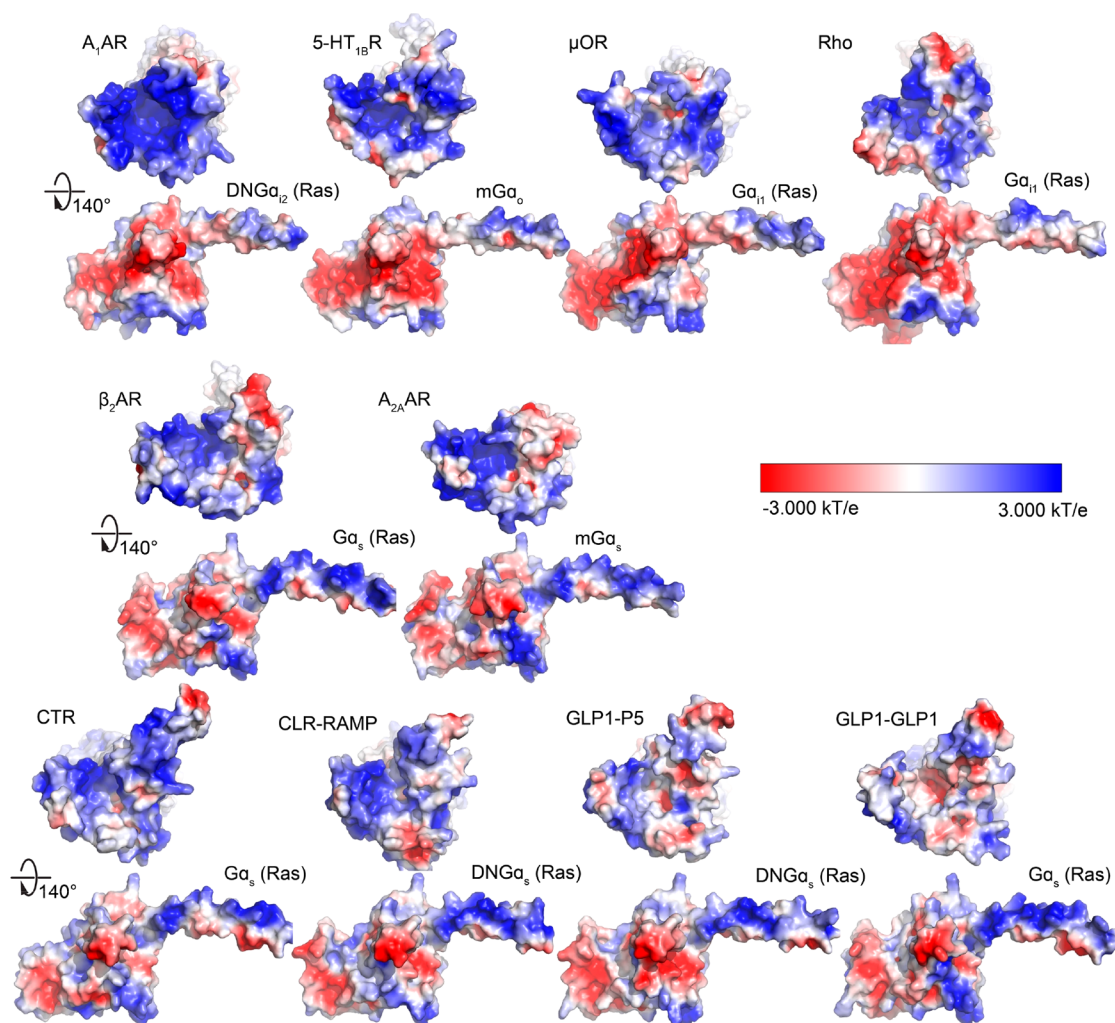 A₁AR 5-HT₁BR μOR Rho
140° DNGαi2 (Ras) mGαo Gαi1 (Ras) Gαi1 (Ras)
β₂AR A₂AAR
-3.000 kT/e 3.000 kT/e
140° Gαs (Ras) mGαs
CTR CLR-RAMP GLP1-P5 GLP1-GLP1
140° Gαs (Ras) DNGαs (Ras) DNGαs (Ras) Gαs (Ras)